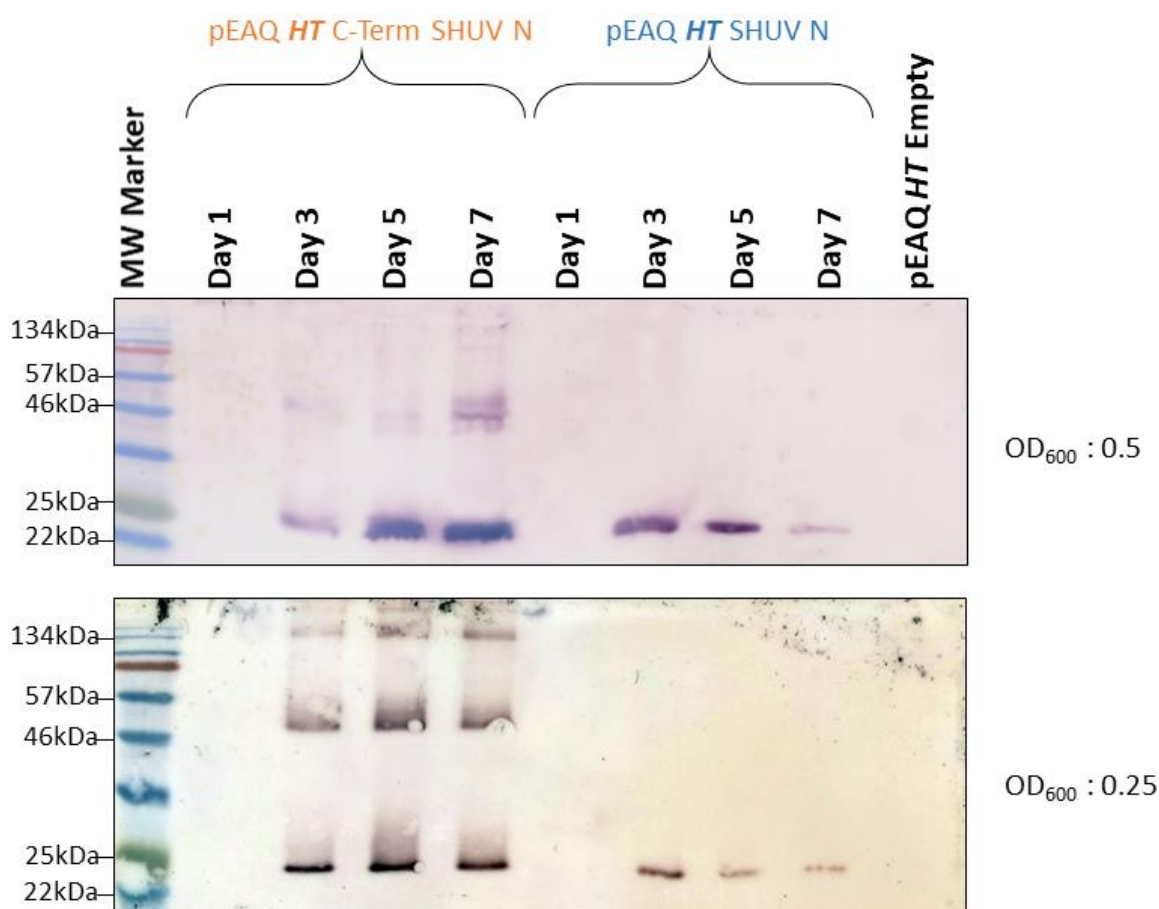 pEAQ HT C-Term SHUV N
pEAQ HT SHUV N
MW Marker
Day 1
Day 3
Day 5
Day 7
Day 1
Day 3
Day 5
Day 7
pEAQ HT Empty
134kDa
57kDa
46kDa
25kDa
22kDa
OD₆₀₀ : 0.5
134kDa
57kDa
46kDa
25kDa
22kDa
OD₆₀₀ : 0.25